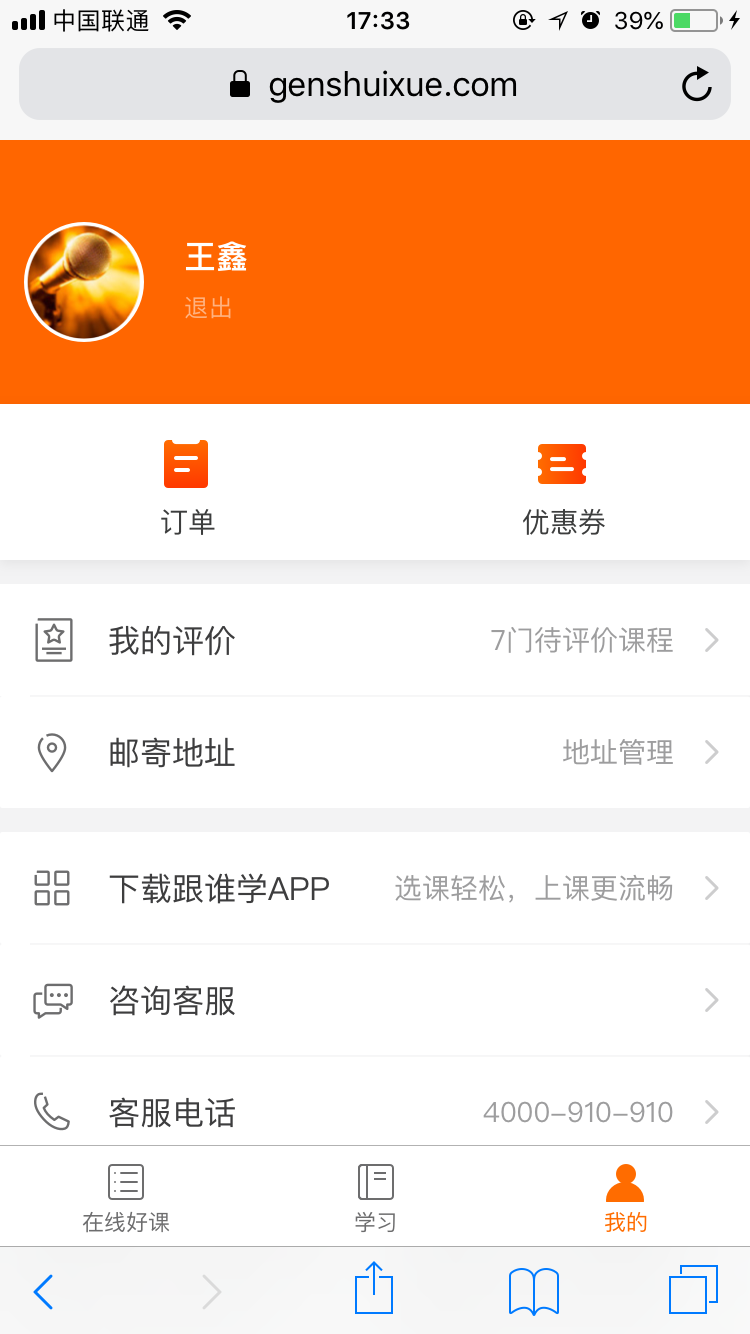 中国联通 17:33 39%
genshuixue.com
王鑫
退出
订单 优惠券
我的评价 7门待评价课程
邮寄地址 地址管理
下载跟谁学APP 选课轻松，上课更流畅
咨询客服
客服电话 4000-910-910
在线好课 学习 我的